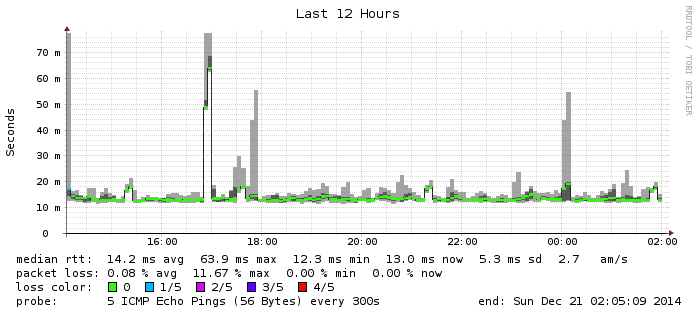 Last 12 Hours
RRDTOOL / TOBI OETIKER
Seconds
70 m
60 m
50 m
40 m
30 m
20 m
10 m
0
16:00 18:00 20:00 22:00 00:00 02:00
median rtt: 14.2 ms avg 63.9 ms max 12.3 ms min 13.0 ms now 5.3 ms sd 2.7 am/s
packet loss: 0.08 % avg 11.67 % max 0.00 % min 0.00 % now
loss color: 0 1/5 2/5 3/5 4/5
probe: 5 ICMP Echo Pings (56 Bytes) every 300s end: Sun Dec 21 02:05:09 2014